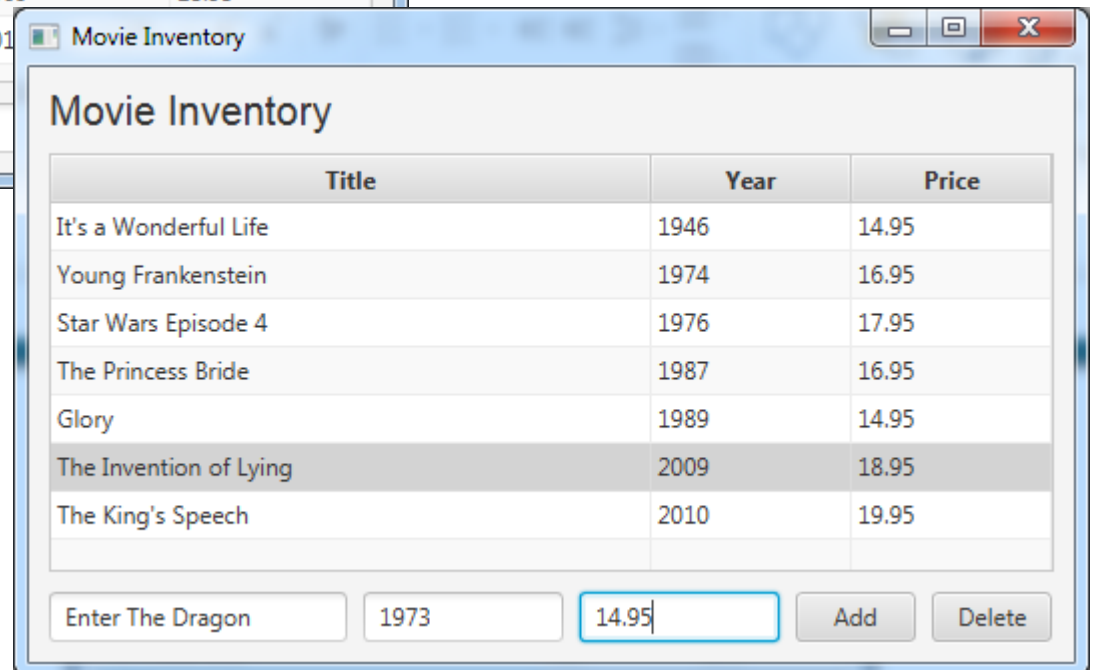 Movie Inventory
Movie Inventory
Title Year Price
It's a Wonderful Life 1946 14.95
Young Frankenstein 1974 16.95
Star Wars Episode 4 1976 17.95
The Princess Bride 1987 16.95
Glory 1989 14.95
The Invention of Lying 2009 18.95
The King's Speech 2010 19.95
Enter The Dragon 1973 14.95 Add Delete